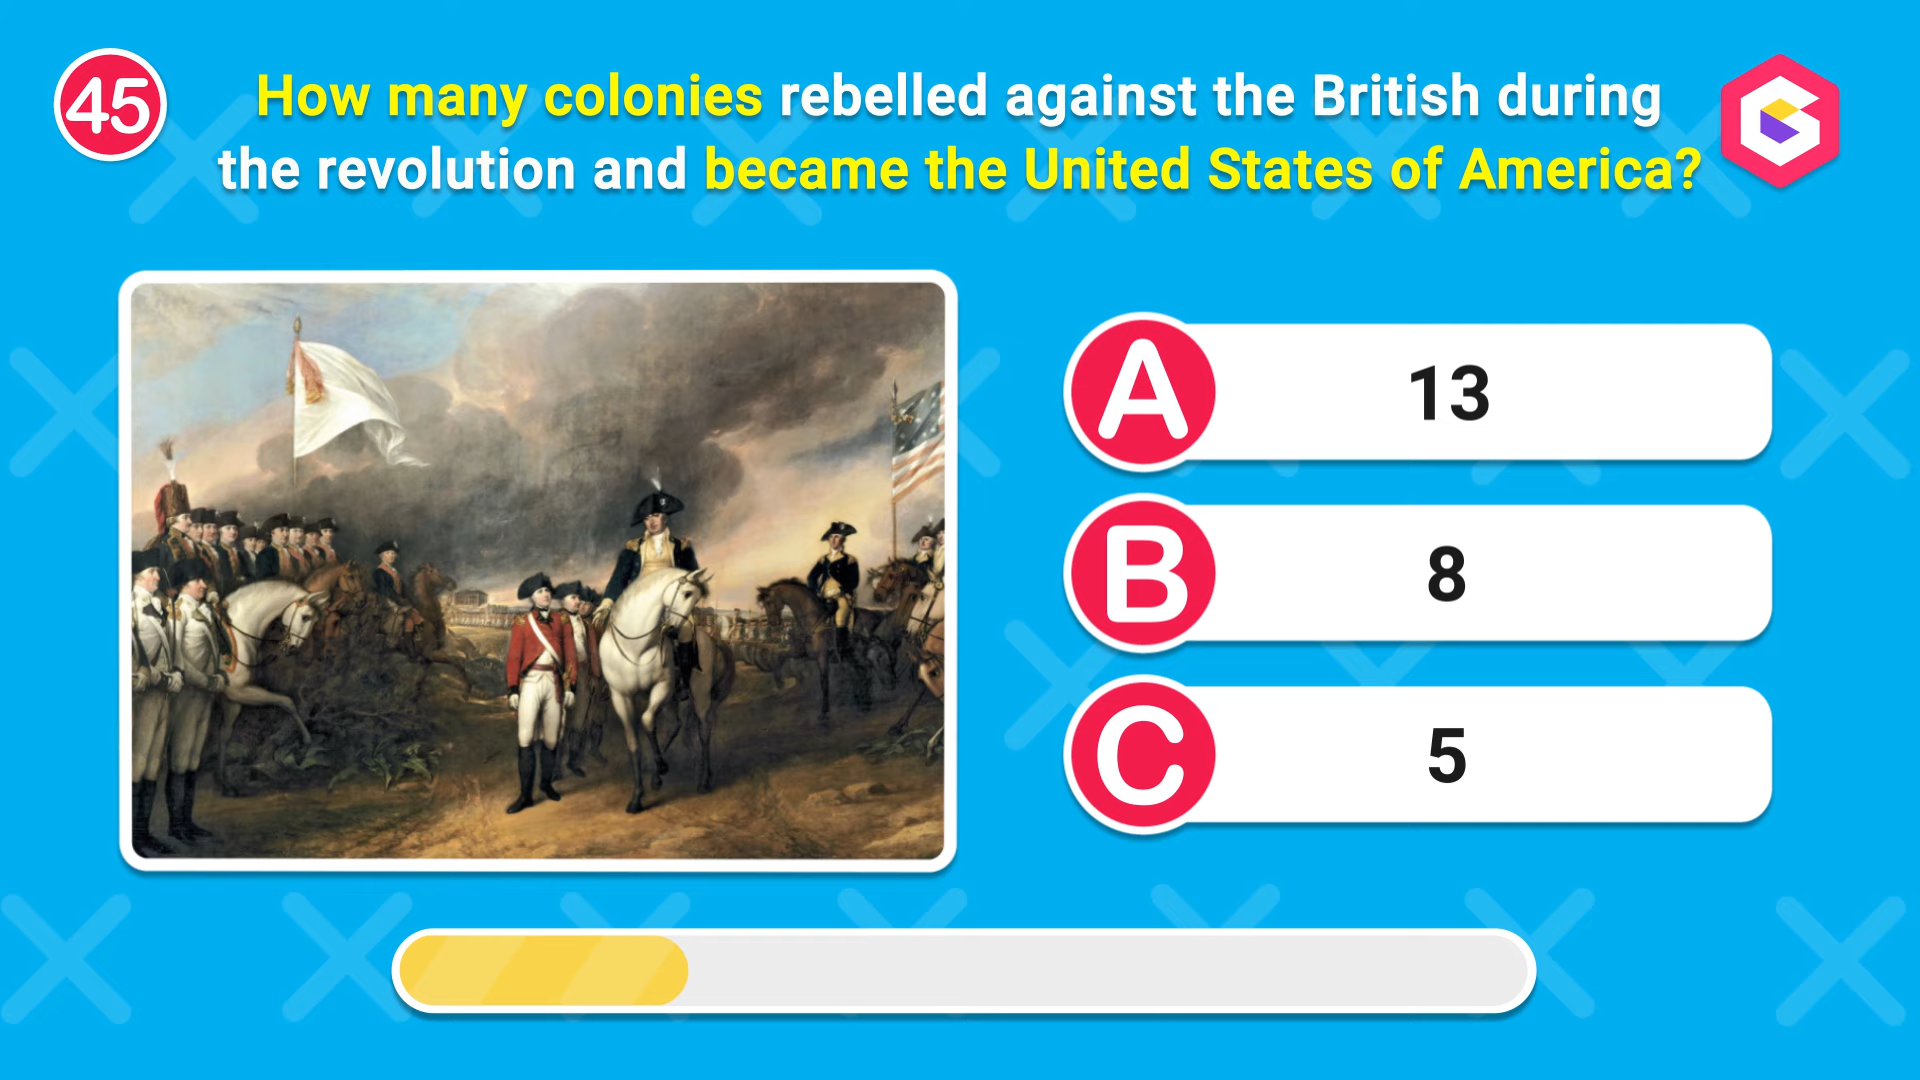 45
How many colonies rebelled against the British during
the revolution and became the United States of America?
A 13
B 8
C 5